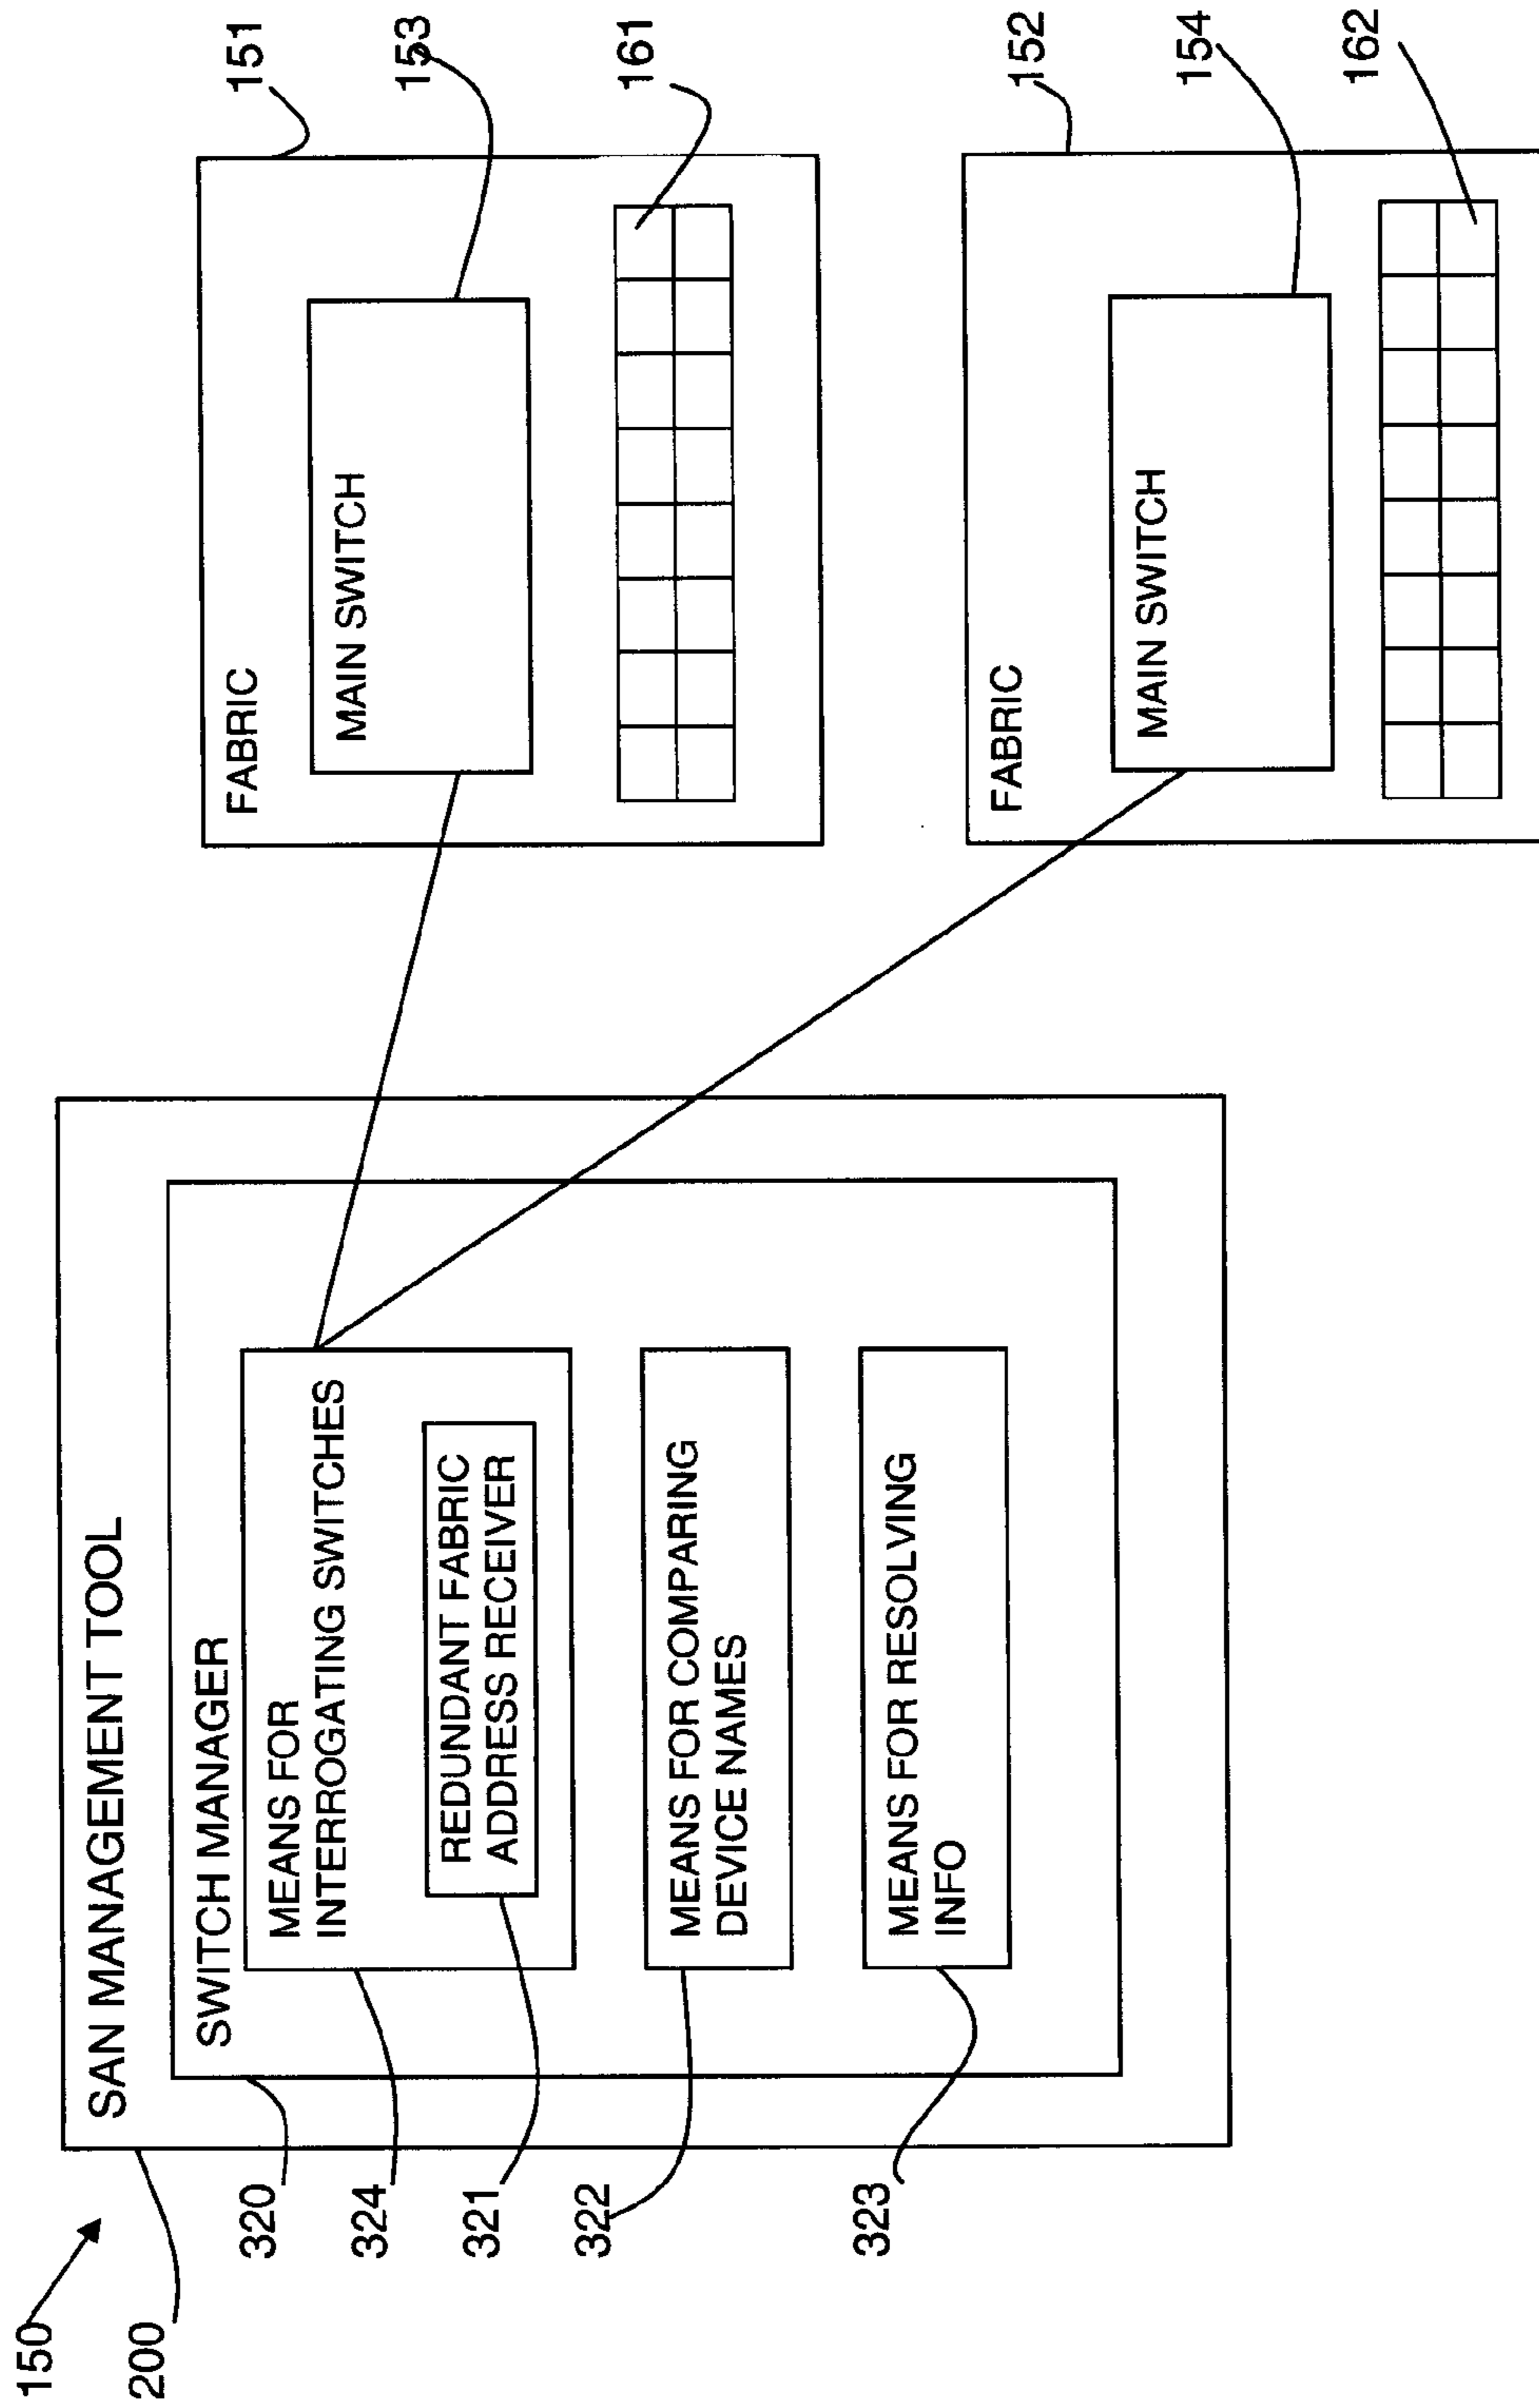 150
200
SAN MANAGEMENT TOOL
320
SWITCH MANAGER
324
MEANS FOR
INTERROGATING SWITCHES
321
REDUNDANT FABRIC
ADDRESS RECEIVER
322
MEANS FOR COMPARING
DEVICE NAMES
323
MEANS FOR RESOLVING
INFO
FABRIC
151
MAIN SWITCH
153
161
FABRIC
152
MAIN SWITCH
154
162